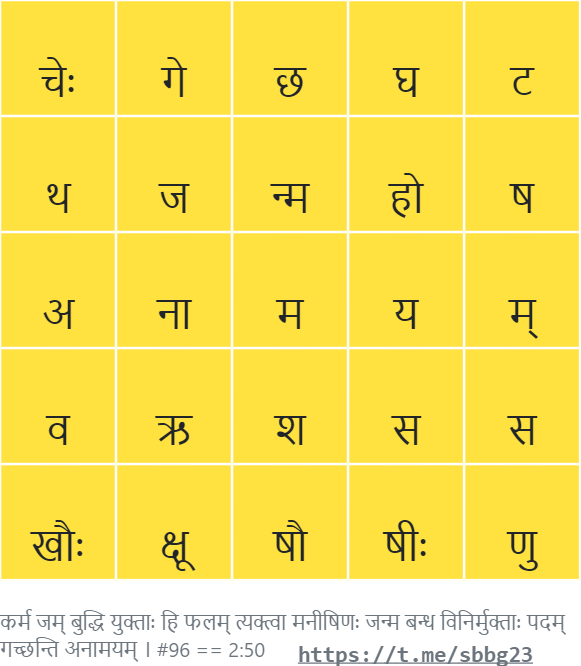 चेः गे छ घ ट
थ ज न्म हो ष
अ ना म य म्
व ऋ श स स
खौः क्षू षौ षीः णु
कर्म जम् बुद्धि युक्ताः हि फलम् त्यक्त्वा मनीषिणः जन्म बन्ध विनिर्मुक्ताः पदम्
गच्छन्ति अनामयम् । #96 == 2:50 https://t.me/sbbg23